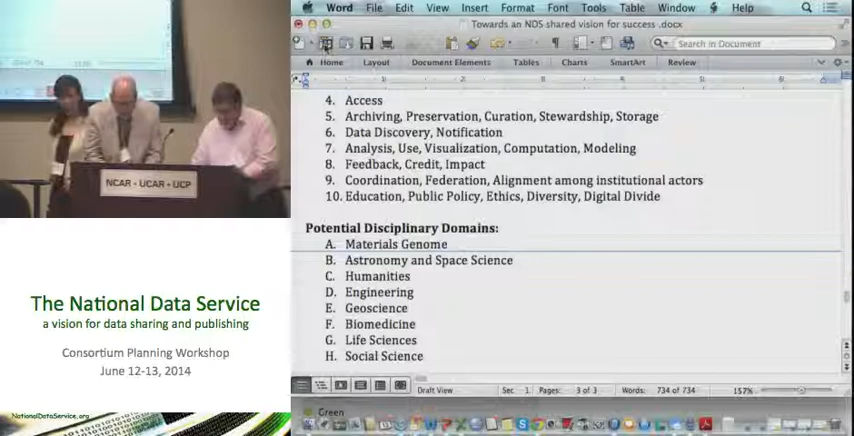 Word File Edit View Insert Format Font Tools Table Window Help
Towards an NDS shared vision for success .docx
Search in Document
Home Layout Document Elements Tables Charts SmartArt Review
4. Access
5. Archiving, Preservation, Curation, Stewardship, Storage
6. Data Discovery, Notification
7. Analysis, Use, Visualization, Computation, Modeling
8. Feedback, Credit, Impact
9. Coordination, Federation, Alignment among institutional actors
10. Education, Public Policy, Ethics, Diversity, Digital Divide
Potential Disciplinary Domains:
A. Materials Genome
B. Astronomy and Space Science
C. Humanities
D. Engineering
E. Geoscience
F. Biomedicine
G. Life Sciences
H. Social Science
Draft View Sec 1 Pages: 3 of 3 Words: 734 of 734 157%
Green
NCAR • UCAR • UCP
The National Data Service
a vision for data sharing and publishing
Consortium Planning Workshop
June 12-13, 2014
NationalDataService.org